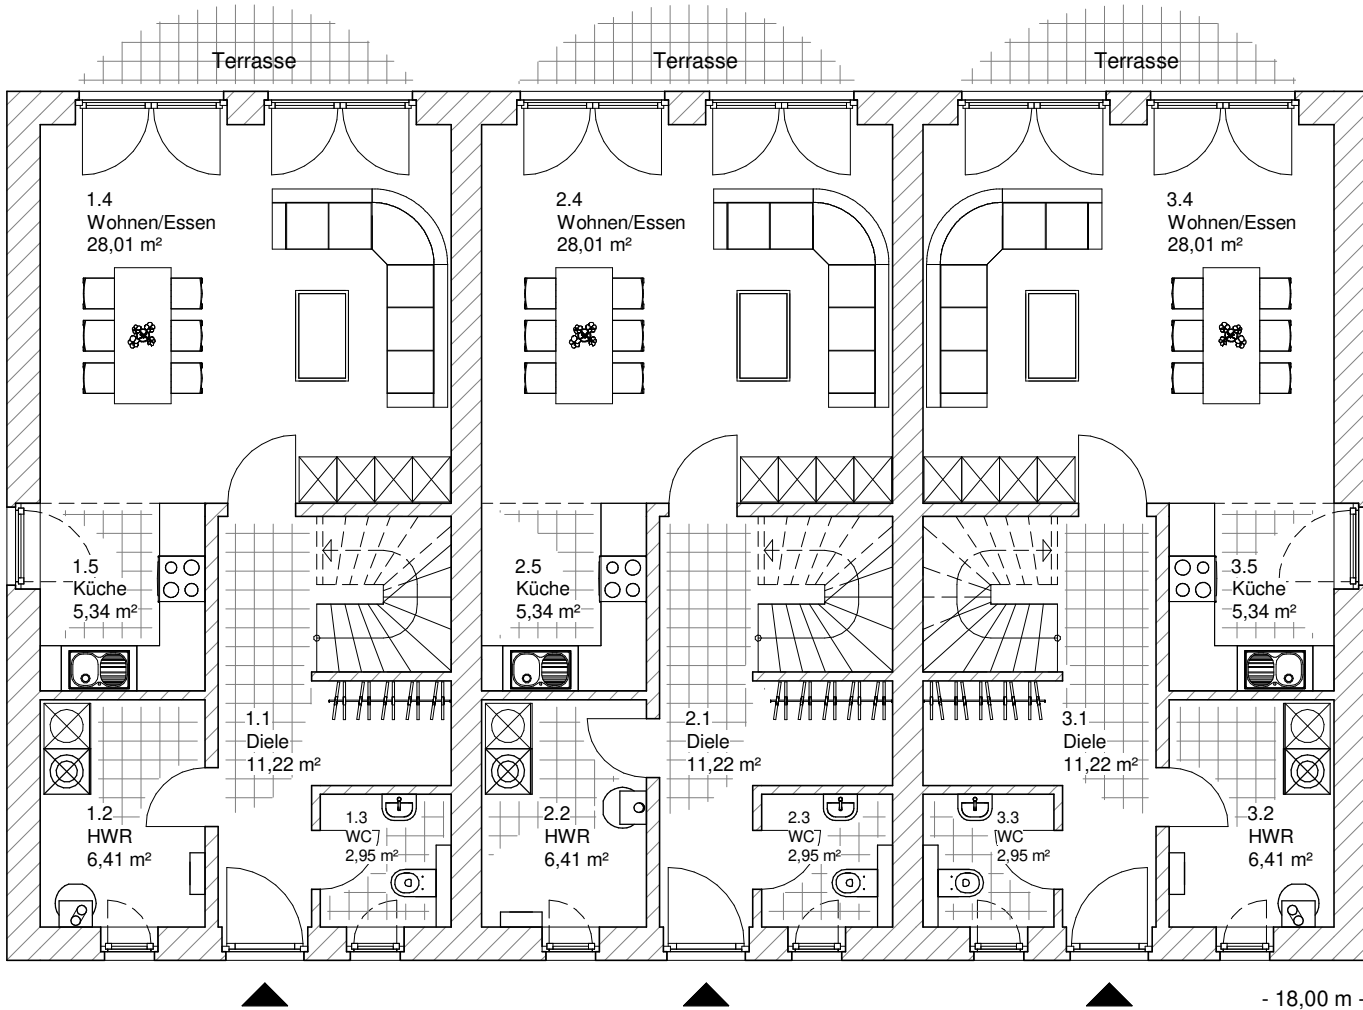 Terrasse
Terrasse
Terrasse
1.4
Wohnen/Essen
28,01 m²
2.4
Wohnen/Essen
28,01 m²
3.4
Wohnen/Essen
28,01 m²
1.5
Küche
5,34 m²
2.5
Küche
5,34 m²
3.5
Küche
5,34 m²
1.1
Diele
11,22 m²
2.1
Diele
11,22 m²
3.1
Diele
11,22 m²
1.2
HWR
6,41 m²
1.3
WC
2,95 m²
2.2
HWR
6,41 m²
2.3
WC
2,95 m²
3.3
WC
2,95 m²
3.2
HWR
6,41 m²
- 18,00 m -